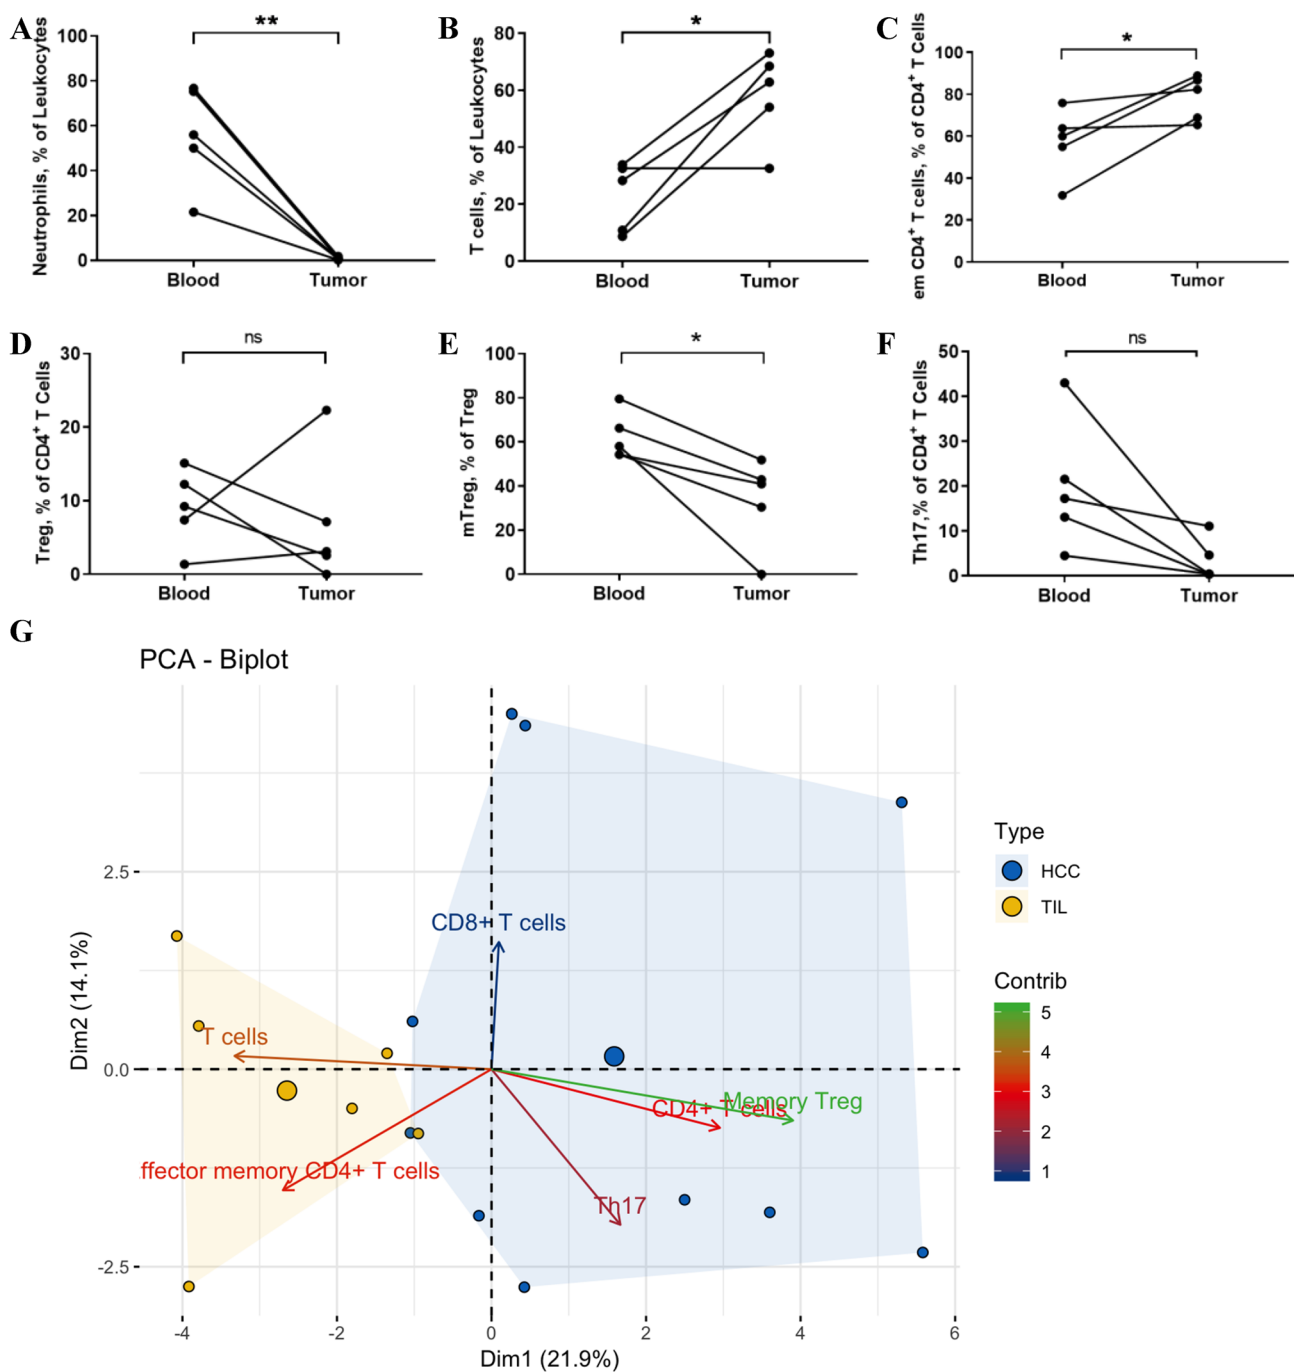 A
Neutrophils, % of Leukocytes
100
80
60
40
20
0
**
Blood
Tumor
B
T cells, % of Leukocytes
80
60
40
20
0
*
Blood
Tumor
C
em CD4+ T cells, % of CD4+ T Cells
100
80
60
40
20
0
*
Blood
Tumor
D
Treg, % of CD4+ T Cells
30
20
10
0
ns
Blood
Tumor
E
mTreg, % of Treg
100
80
60
40
20
0
*
Blood
Tumor
F
Th17,% of CD4+ T Cells
50
40
30
20
10
0
ns
Blood
Tumor
G
PCA - Biplot
Dim2 (14.1%)
2.5
0.0
-2.5
CD8+ T cells
T cells
CD4+ T cells
Memory Treg
ffector memory CD4+ T cells
Th17
-4
-2
0
2
4
6
Dim1 (21.9%)
Type
HCC
TIL
Contrib
5
4
3
2
1